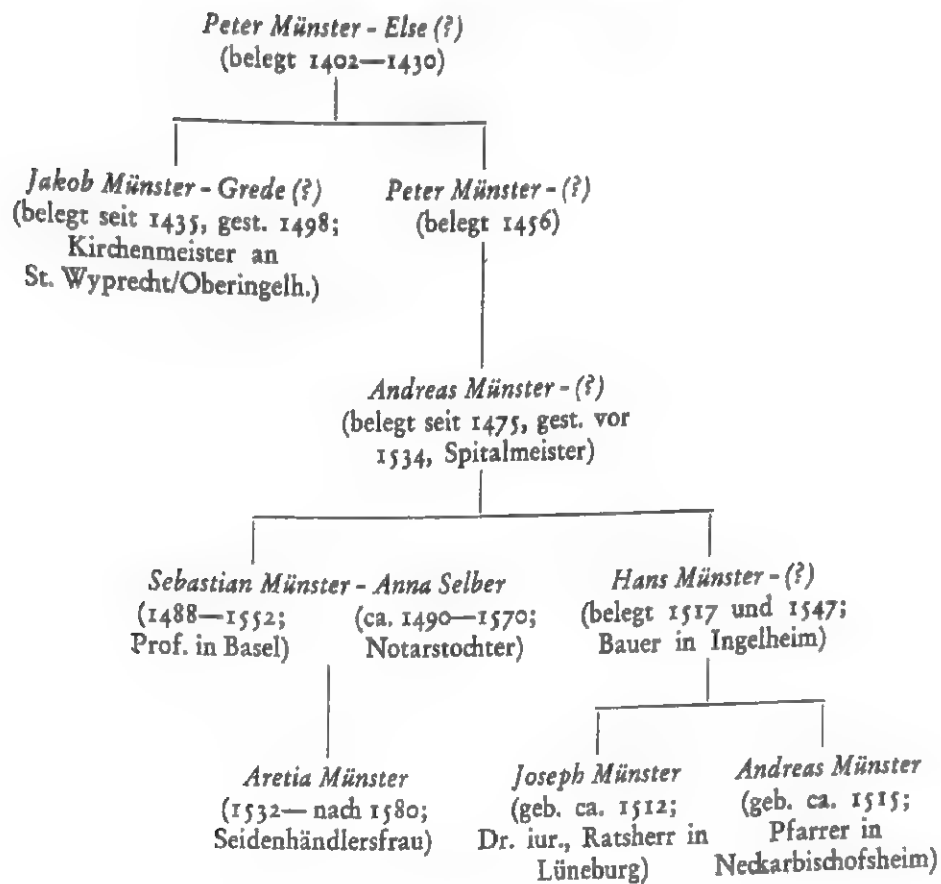 Peter Münster - Else (?)
(belegt 1402—1430)
Jakob Münster - Grede (?)
(belegt seit 1435, gest. 1498;
Kirchenmeister an
St. Wyprecht/Oberingelh.)
Peter Münster - (?)
(belegt 1456)
Andreas Münster - (?)
(belegt seit 1475, gest. vor
1534, Spitalmeister)
Sebastian Münster - Anna Selber
(1488—1552;
Prof. in Basel)
(ca. 1490—1570;
Notarstochter)
Hans Münster - (?)
(belegt 1517 und 1547;
Bauer in Ingelheim)
Aretia Münster
(1532— nach 1580;
Seidenhändlersfrau)
Joseph Münster
(geb. ca. 1512;
Dr. iur., Ratsherr in
Lüneburg)
Andreas Münster
(geb. ca. 1515;
Pfarrer in
Neckarbischofsheim)